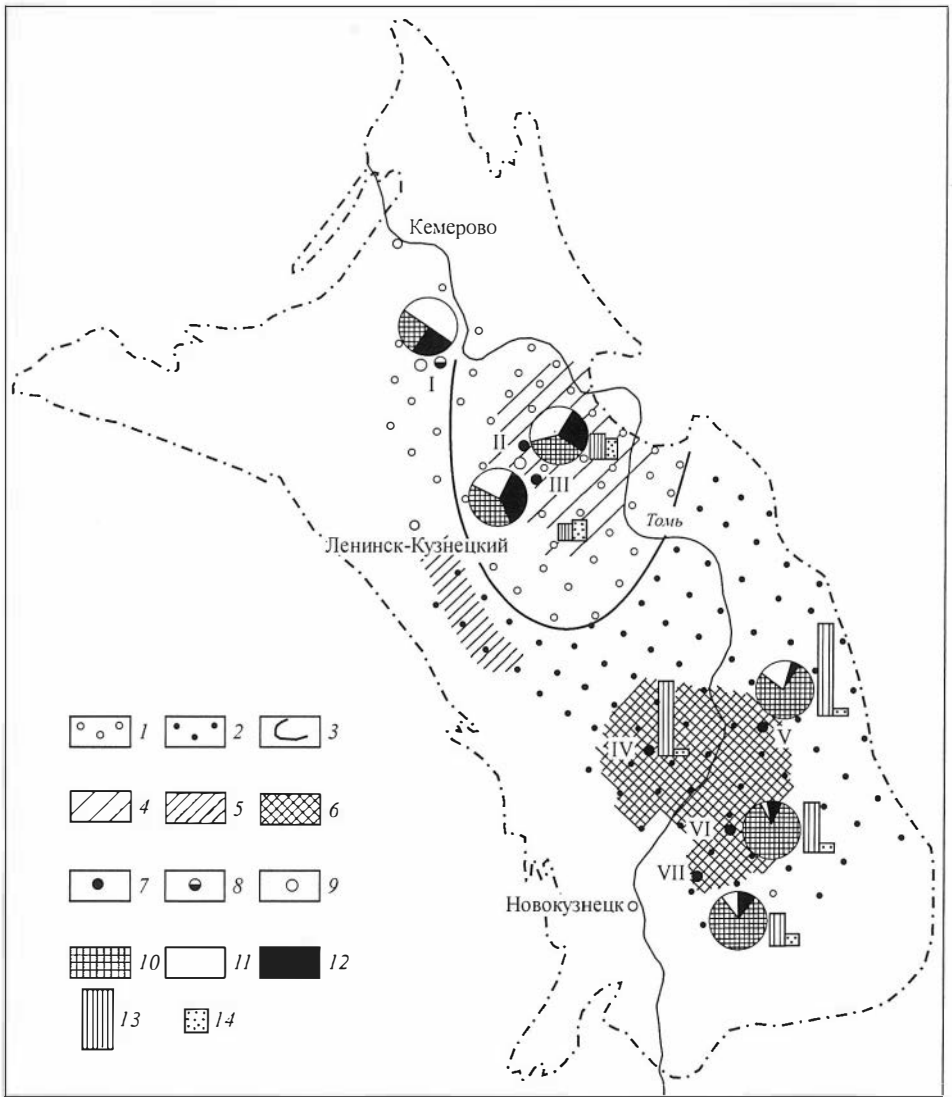 Кемерово
I
II
III
Томь
Ленинск-Кузнецкий
IV
V
VI
VII
Новокузнецк
1 2 3
4 5 6
7 8 9
10 11 12
13 14